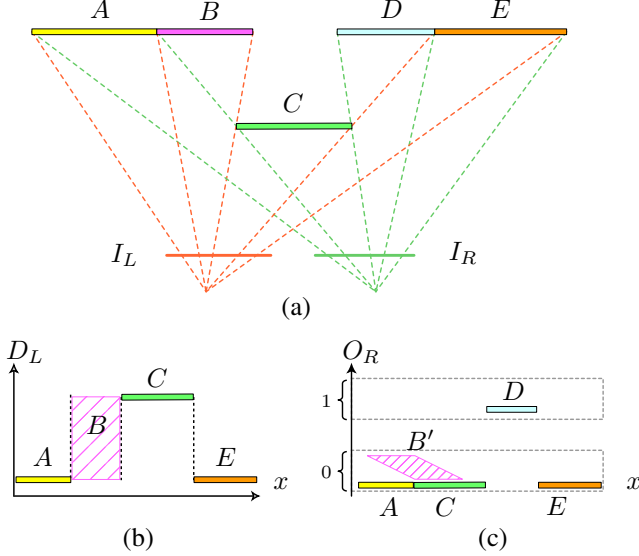 A B D E
C
I_L I_R
(a)
D_L C O_R
D
1
B B′
A E 0
x A C E x
(b) (c)